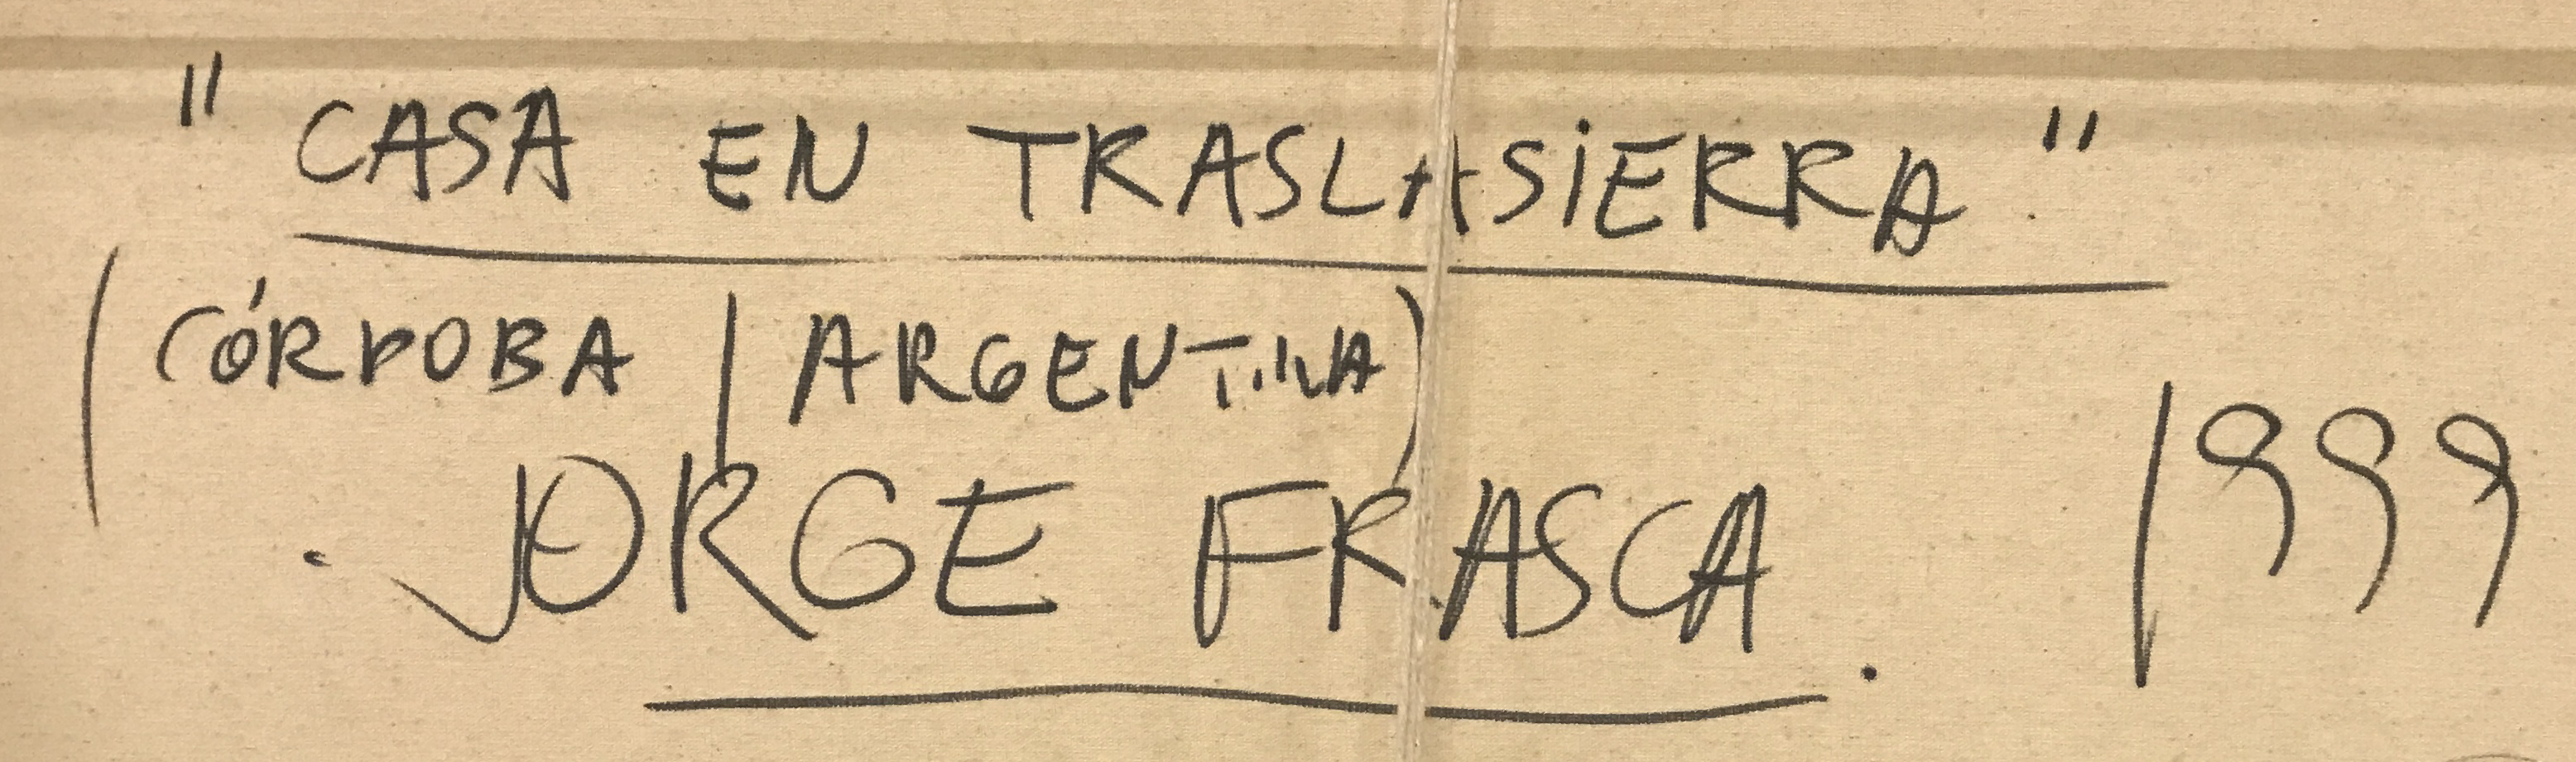 "CASA EN TRASLASiERRA."
(CÓRDOBA | ARGENTINA)
. JORGE FRASCA. 1999